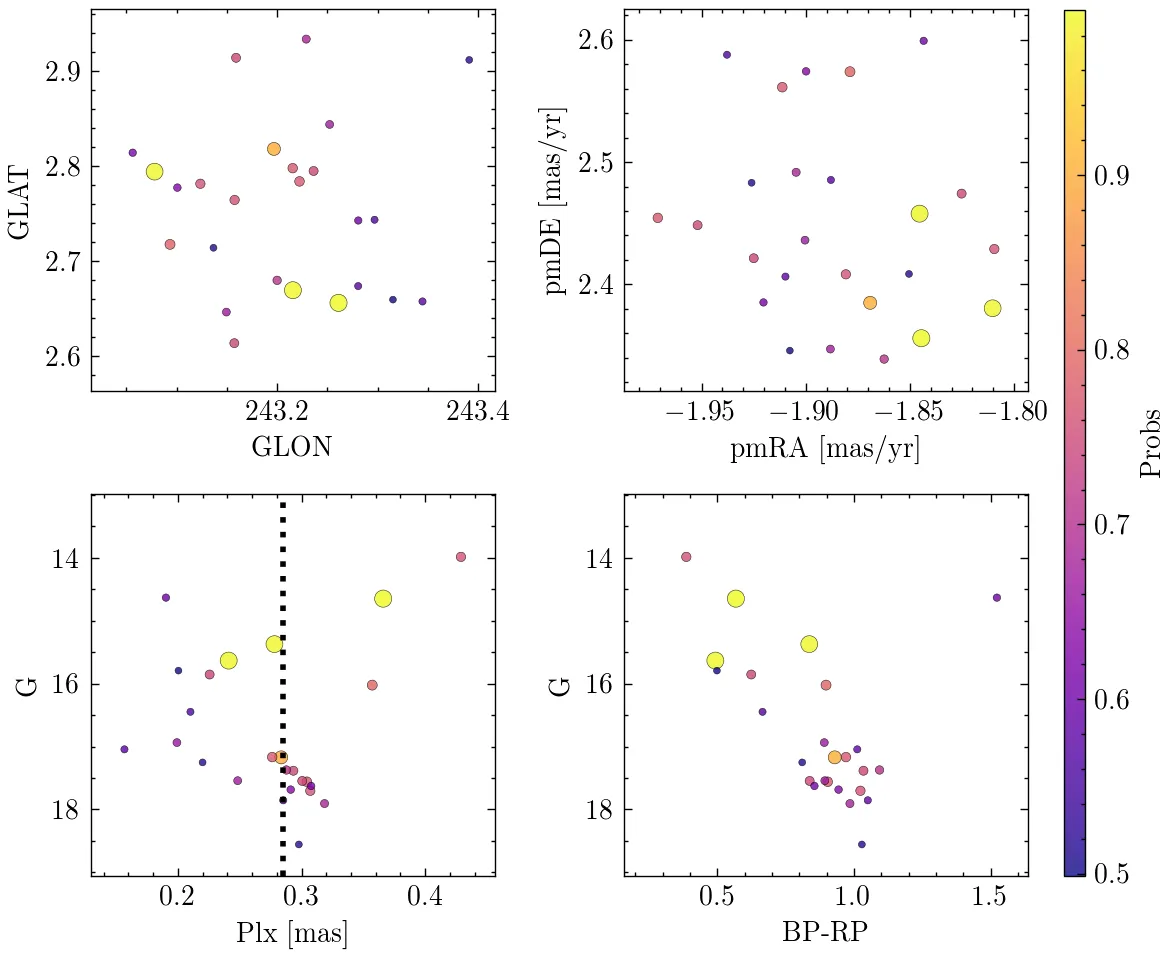 2.9
2.8
2.7
2.6
GLAT
243.2 243.4
GLON
2.6
2.5
2.4
pmDE [mas/yr]
−1.95 −1.90 −1.85 −1.80
pmRA [mas/yr]
14
16
18
G
0.2 0.3 0.4
Plx [mas]
14
16
18
G
0.5 1.0 1.5
BP-RP
0.9
0.8
0.7
0.6
0.5
Probs